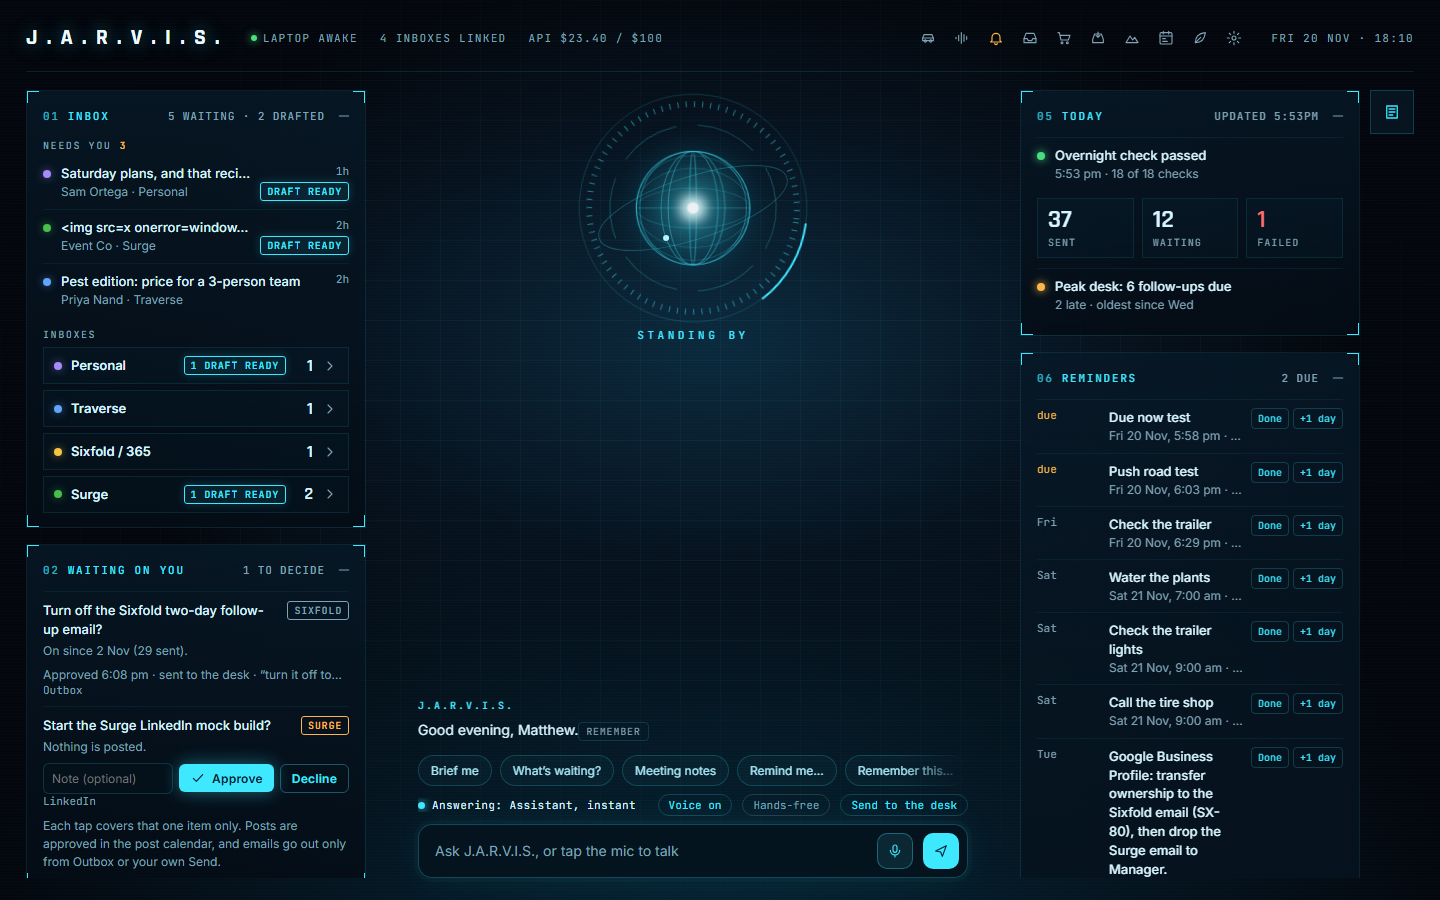 J.A.R.V.I.S.
LAPTOP AWAKE 4 INBOXES LINKED API $23.40 / $100
FRI 20 NOV · 18:10
01 INBOX 5 WAITING · 2 DRAFTED
NEEDS YOU 3
Saturday plans, and that reci... 1h
Sam Ortega · Personal DRAFT READY
<img src=x onerror=window... 2h
Event Co · Surge DRAFT READY
Pest edition: price for a 3-person team 2h
Priya Nand · Traverse
INBOXES
Personal 1 DRAFT READY 1
Traverse 1
Sixfold / 365 1
Surge 1 DRAFT READY 2
02 WAITING ON YOU 1 TO DECIDE
Turn off the Sixfold two-day follow- SIXFOLD
up email?
On since 2 Nov (29 sent).
Approved 6:08 pm · sent to the desk · “turn it off to...
Outbox
Start the Surge LinkedIn mock build? SURGE
Nothing is posted.
Note (optional) Approve Decline
LinkedIn
Each tap covers that one item only. Posts are
approved in the post calendar, and emails go out only
from Outbox or your own Send.
STANDING BY
J.A.R.V.I.S.
Good evening, Matthew. REMEMBER
Brief me What’s waiting? Meeting notes Remind me... Remember this...
Answering: Assistant, instant Voice on Hands-free Send to the desk
Ask J.A.R.V.I.S., or tap the mic to talk
05 TODAY UPDATED 5:53PM
Overnight check passed
5:53 pm · 18 of 18 checks
37 12 1
SENT WAITING FAILED
Peak desk: 6 follow-ups due
2 late · oldest since Wed
06 REMINDERS 2 DUE
due Due now test Done +1 day
Fri 20 Nov, 5:58 pm · ...
due Push road test Done +1 day
Fri 20 Nov, 6:03 pm · ...
Fri Check the trailer Done +1 day
Fri 20 Nov, 6:29 pm · ...
Sat Water the plants Done +1 day
Sat 21 Nov, 7:00 am · ...
Sat Check the trailer Done +1 day
lights
Sat 21 Nov, 9:00 am · ...
Sat Call the tire shop Done +1 day
Sat 21 Nov, 9:00 am · ...
Tue Google Business Done +1 day
Profile: transfer
ownership to the
Sixfold email (SX-
80), then drop the
Surge email to
Manager.